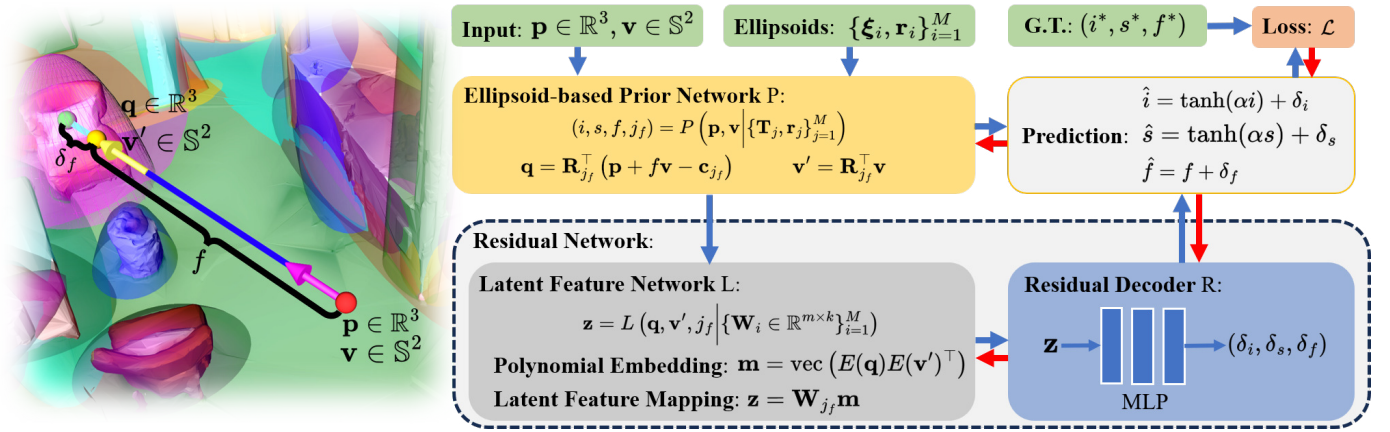 q ∈ ℝ³
v′ ∈ 𝕊²
δ_f
f
p ∈ ℝ³
v ∈ 𝕊²
Input: p ∈ ℝ³, v ∈ 𝕊²
Ellipsoids: {ξ_i, r_i}_{i=1}^M
G.T.: (i*, s*, f*)
Loss: ℒ
Ellipsoid-based Prior Network P:
(i, s, f, j_f) = P (p, v | {T_j, r_j}_{j=1}^M)
q = R_{j_f}^⊤ (p + fv − c_{j_f}) v′ = R_{j_f}^⊤ v
î = tanh(αi) + δ_i
Prediction: ŝ = tanh(αs) + δ_s
f̂ = f + δ_f
Residual Network:
Latent Feature Network L:
z = L (q, v′, j_f | {W_i ∈ ℝ^{m×k}}_{i=1}^M)
Polynomial Embedding: m = vec (E(q)E(v′)^⊤)
Latent Feature Mapping: z = W_{j_f} m
Residual Decoder R:
z
(δ_i, δ_s, δ_f)
MLP